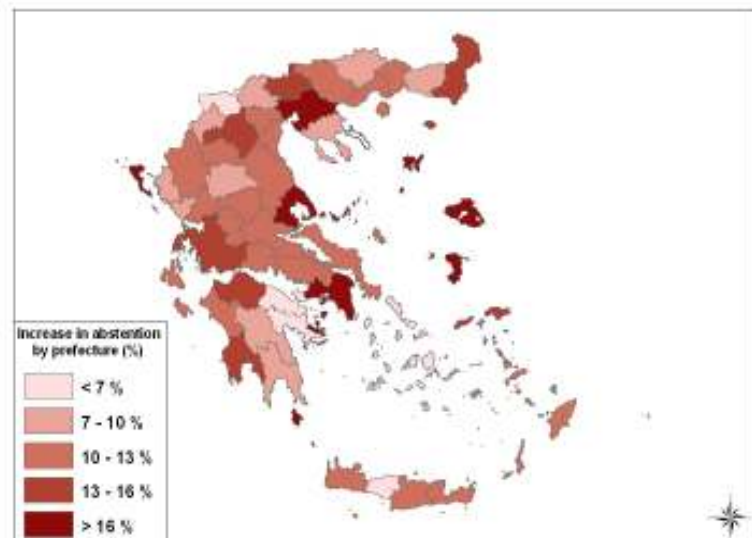 Increase in abstention
by prefecture (%)
< 7 %
7 - 10 %
10 - 13 %
13 - 16 %
> 16 %